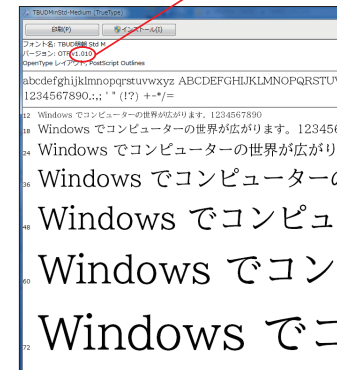 TBUDMinStd-Medium (TrueType)
印刷(P) インストール(I)
フォント名: TBUD明朝 Std M
バージョン: OTF(v1.010)
OpenType レイアウト, PostScript Outlines
abcdefghijklmnopqrstuvwxyz ABCDEFGHIJKLMNOPQRSTUV
1234567890.:,; ' " (!?) +-*/=
12 Windows でコンピューターの世界が広がります。1234567890
18 Windows でコンピューターの世界が広がります。123456
24 Windows でコンピューターの世界が広がり
36 Windows でコンピューターの
48 Windows でコンピュ
60 Windows でコン
72 Windows でコ